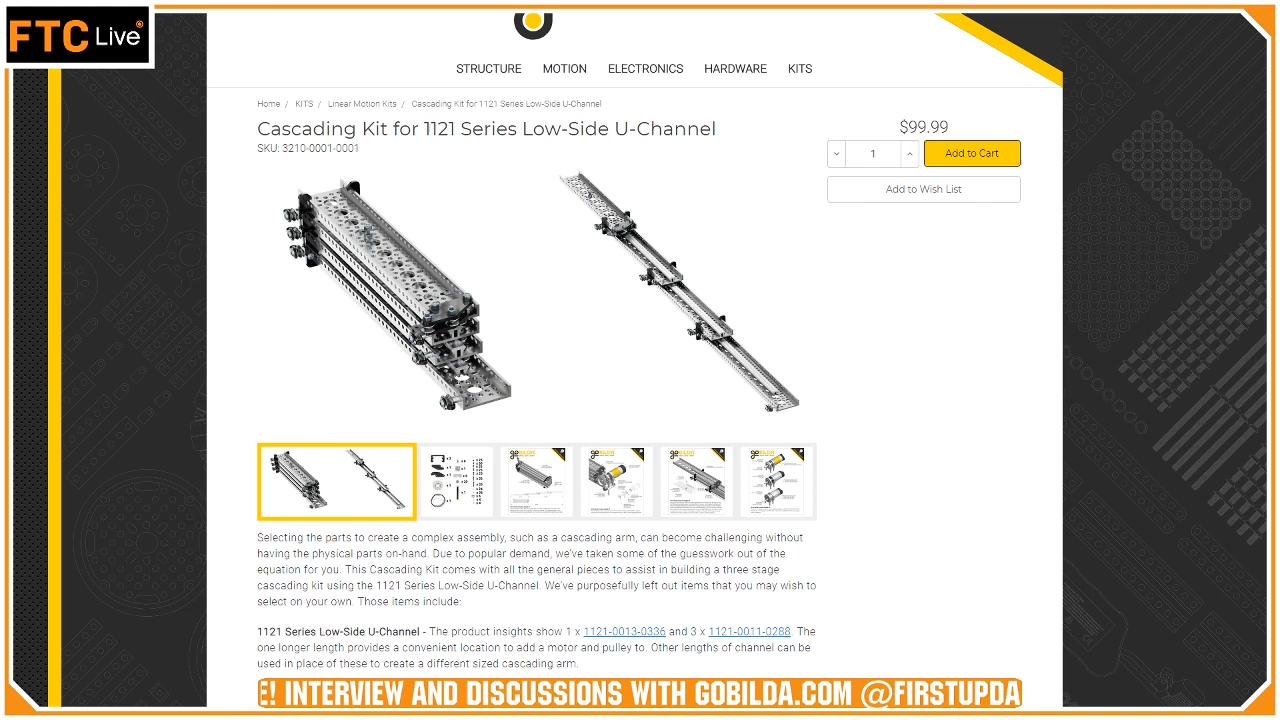 FTC Live
STRUCTURE MOTION ELECTRONICS HARDWARE KITS
Home / KITS / Linear Motion Kits / Cascading Kit for 1121 Series Low-Side U-Channel
Cascading Kit for 1121 Series Low-Side U-Channel
SKU: 3210-0001-0001
$99.99
1
Add to Cart
Add to Wish List
Selecting the parts to create a complex assembly, such as a cascading arm, can become challenging without
having the physical parts on-hand. Due to popular demand, we've taken some of the guesswork out of the
equation for you. This Cascading Kit comes with all the general pieces to assist in building a three stage
cascading kit using the 1121 Series Low-Side U-Channel. We've purposefully left out items that you may wish to
select on your own. Those items include:
1121 Series Low-Side U-Channel - The product insights show 1 x 1121-0013-0336 and 3 x 1121-0011-0288. The
one longer length provides a convenient location to add a motor and pulley to. Other lengths of channel can be
used in place of these to create a different sized cascading arm.
E! INTERVIEW AND DISCUSSIONS WITH GOBILDA.COM @FIRSTUPDA